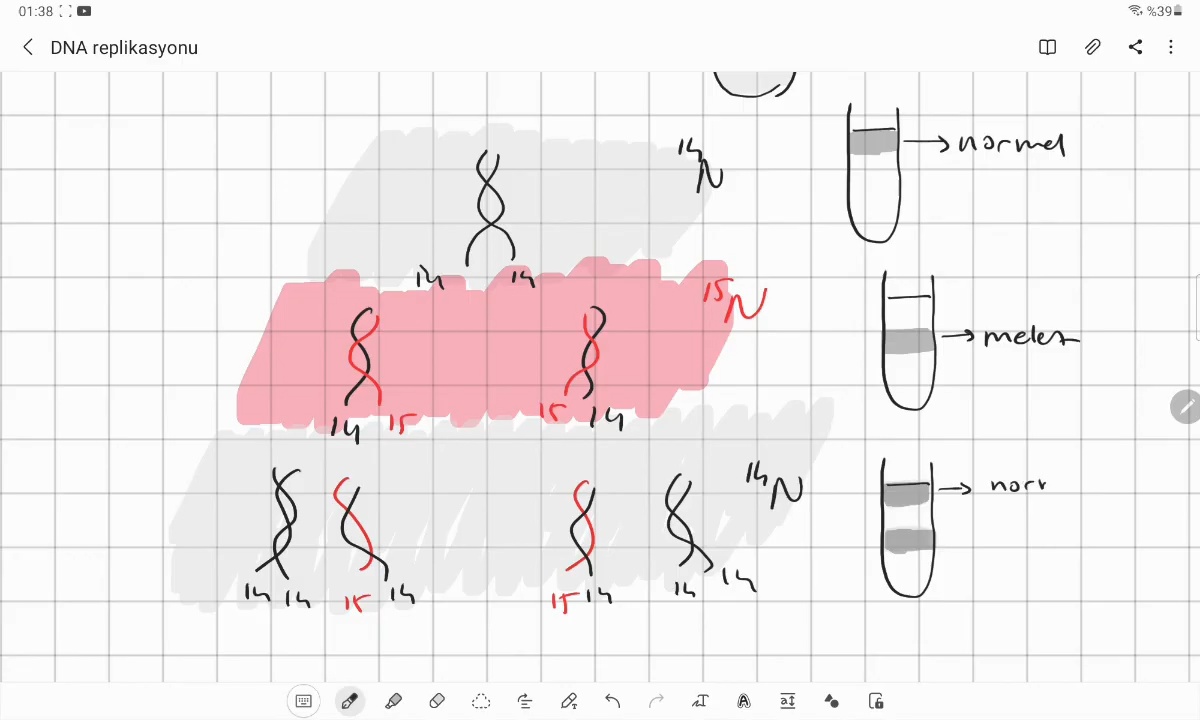 01:38 %39
DNA replikasyonu
14N
normel
14 14
15N
melez
14 15 15 14
14N
norr
14 14 15 14 15 14 14 14